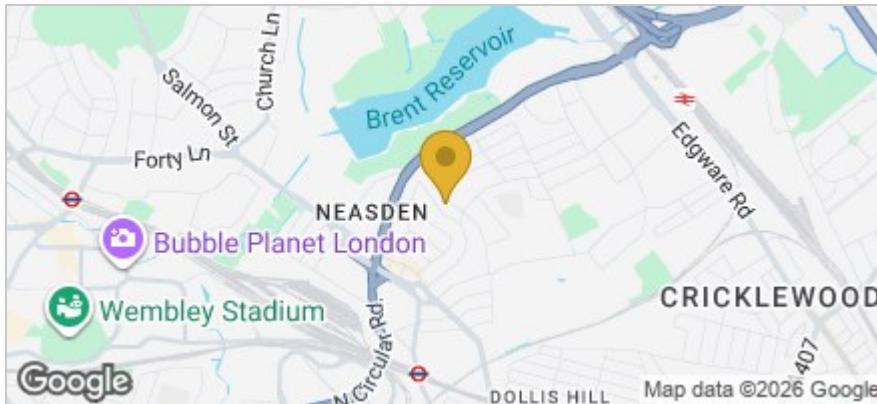 Church Ln
Salmon St
Brent Reservoir
Forty Ln
Edgware Rd
NEASDEN
Bubble Planet London
Wembley Stadium
CRICKLEWOOD
N Circular Rd.
407
DOLLIS HILL
Google
Map data ©2026 Google